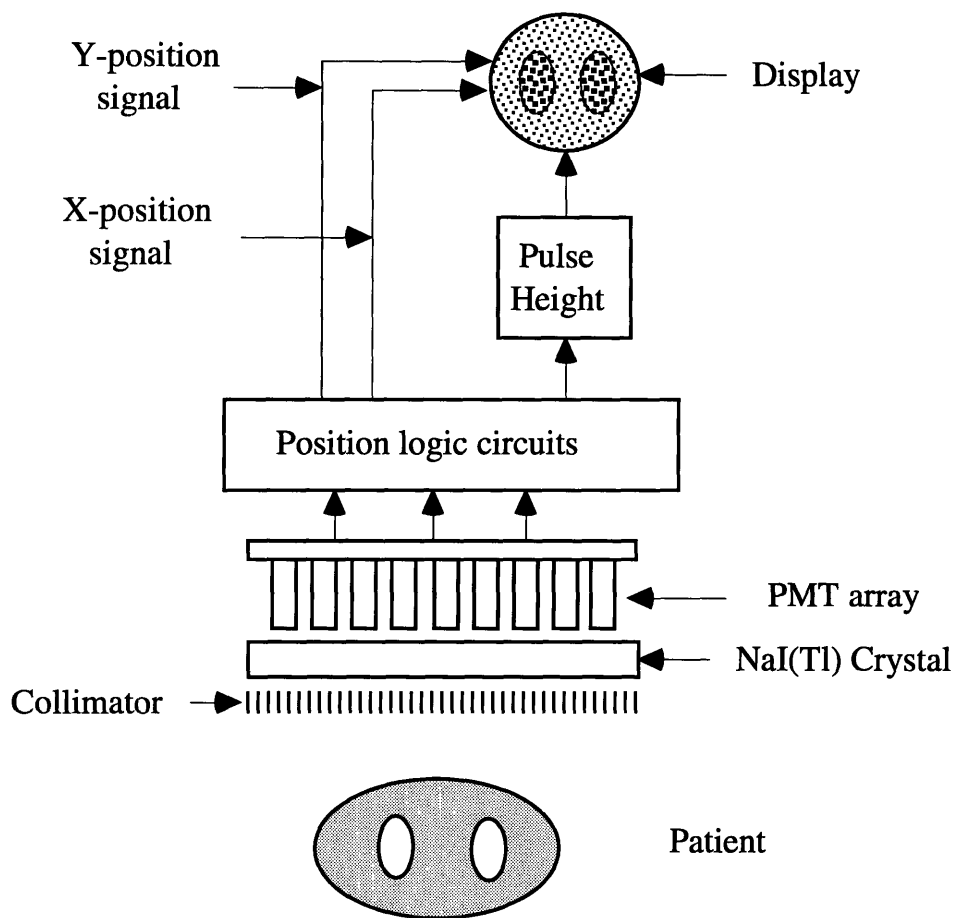 Y-position
signal
Display
X-position
signal
Pulse
Height
Position logic circuits
PMT array
NaI(Tl) Crystal
Collimator
Patient